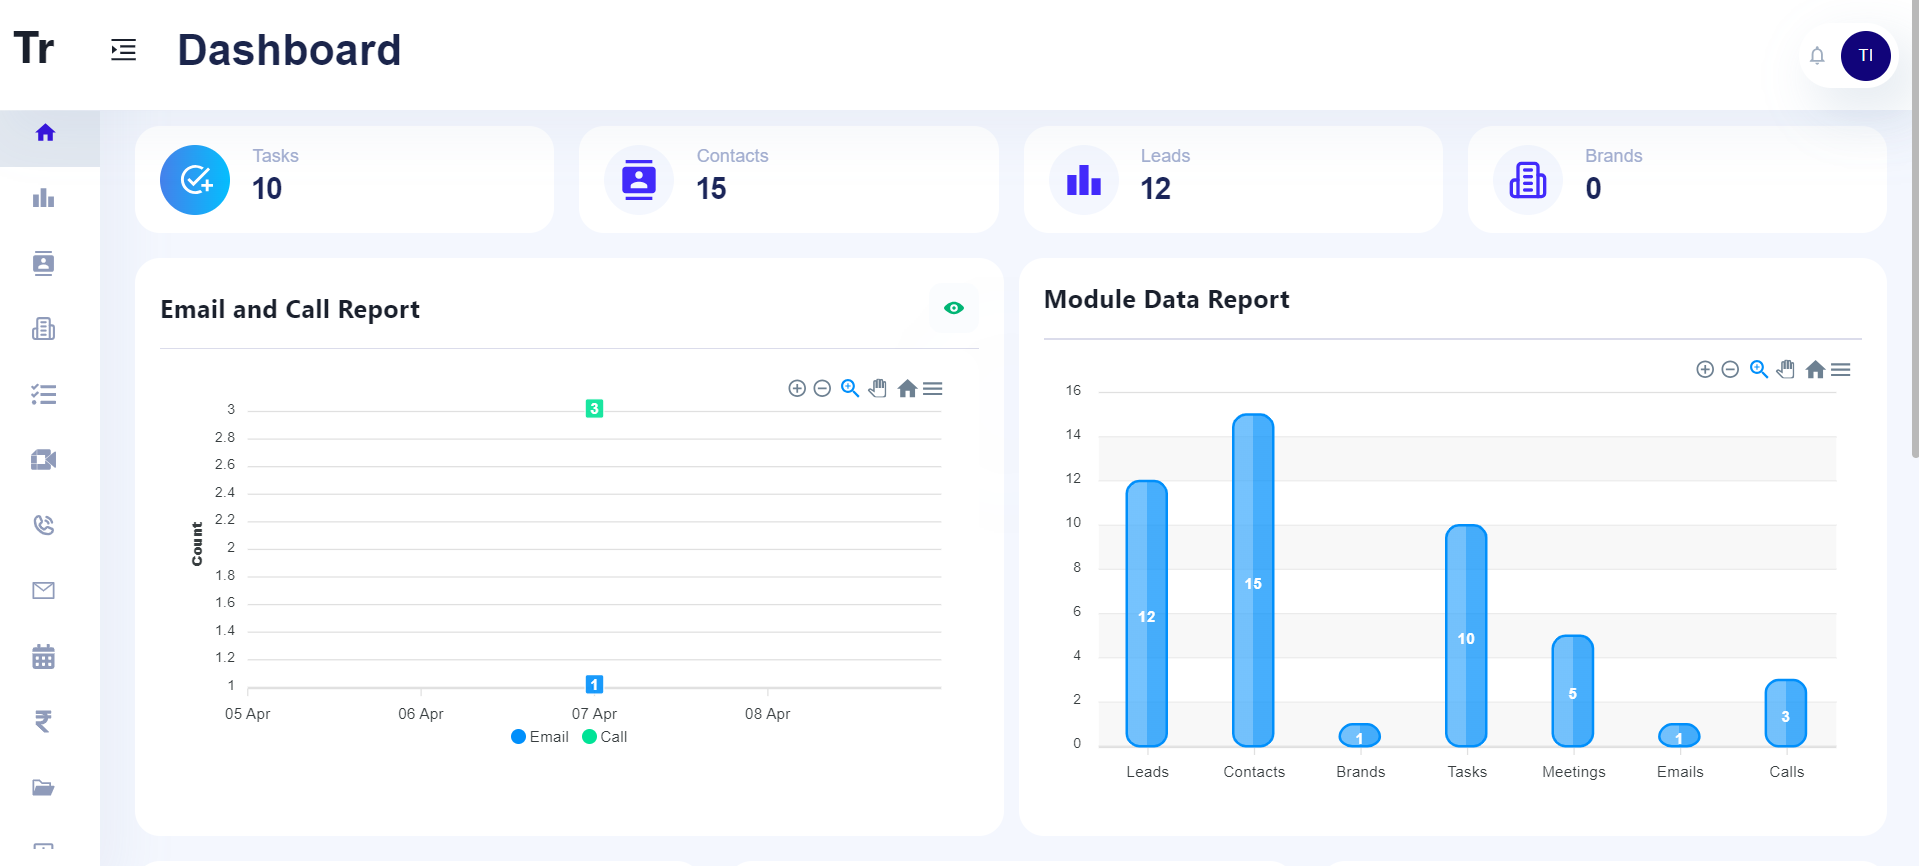 Tr
Dashboard
TI
Tasks
10
Contacts
15
Leads
12
Brands
0
Email and Call Report
3
2.8
2.6
2.4
2.2
2
1.8
1.6
1.4
1.2
1
Count
3
1
05 Apr 06 Apr 07 Apr 08 Apr
Email Call
Module Data Report
16
14
12
10
8
6
4
2
0
12
15
1
10
5
1
3
Leads Contacts Brands Tasks Meetings Emails Calls